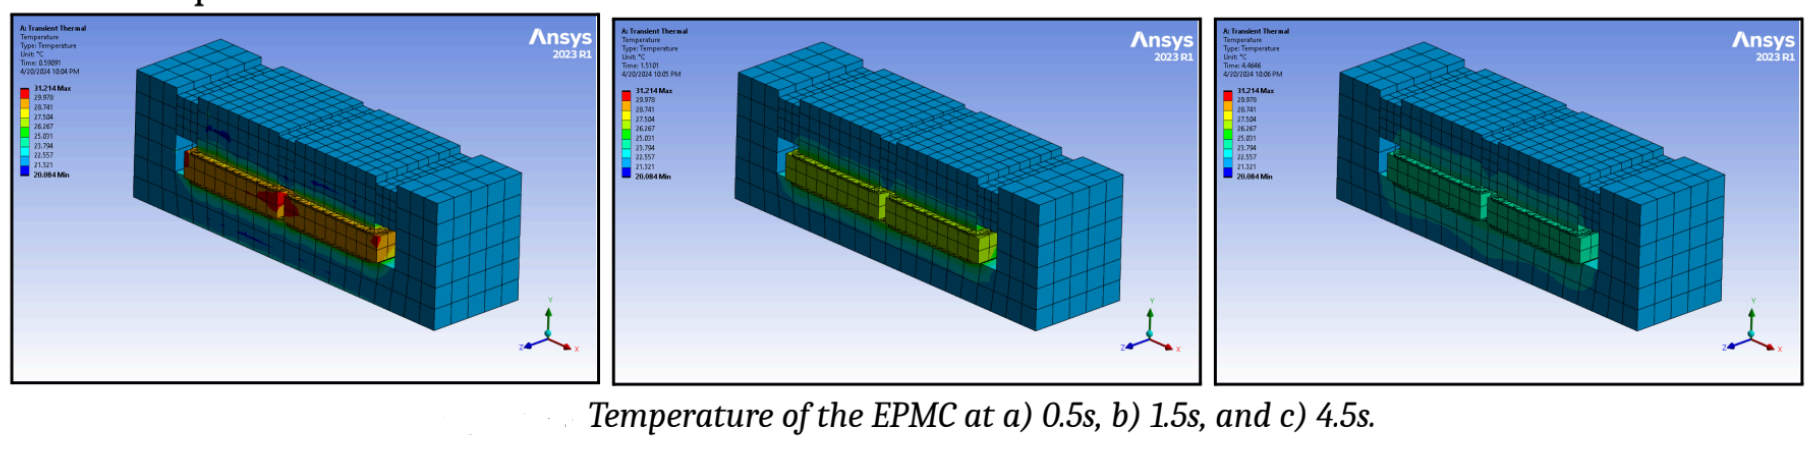 A: Transient Thermal
Temperature
Type: Temperature
Unit: °C
Time: 0.59091
4/20/2024 10:04 PM
31.214 Max
29.978
28.741
27.504
26.267
25.031
23.794
22.557
21.321
20.084 Min
Ansys
2023 R1
Y
Z
X
A: Transient Thermal
Temperature
Type: Temperature
Unit: °C
Time: 1.5101
4/20/2024 10:05 PM
31.214 Max
29.978
28.741
27.504
26.267
25.031
23.794
22.557
21.321
20.084 Min
Ansys
2023 R1
Y
Z
X
A: Transient Thermal
Temperature
Type: Temperature
Unit: °C
Time: 4.4646
4/20/2024 10:06 PM
31.214 Max
29.978
28.741
27.504
26.267
25.031
23.794
22.557
21.321
20.084 Min
Ansys
2023 R1
Y
Z
X
Temperature of the EPMC at a) 0.5s, b) 1.5s, and c) 4.5s.